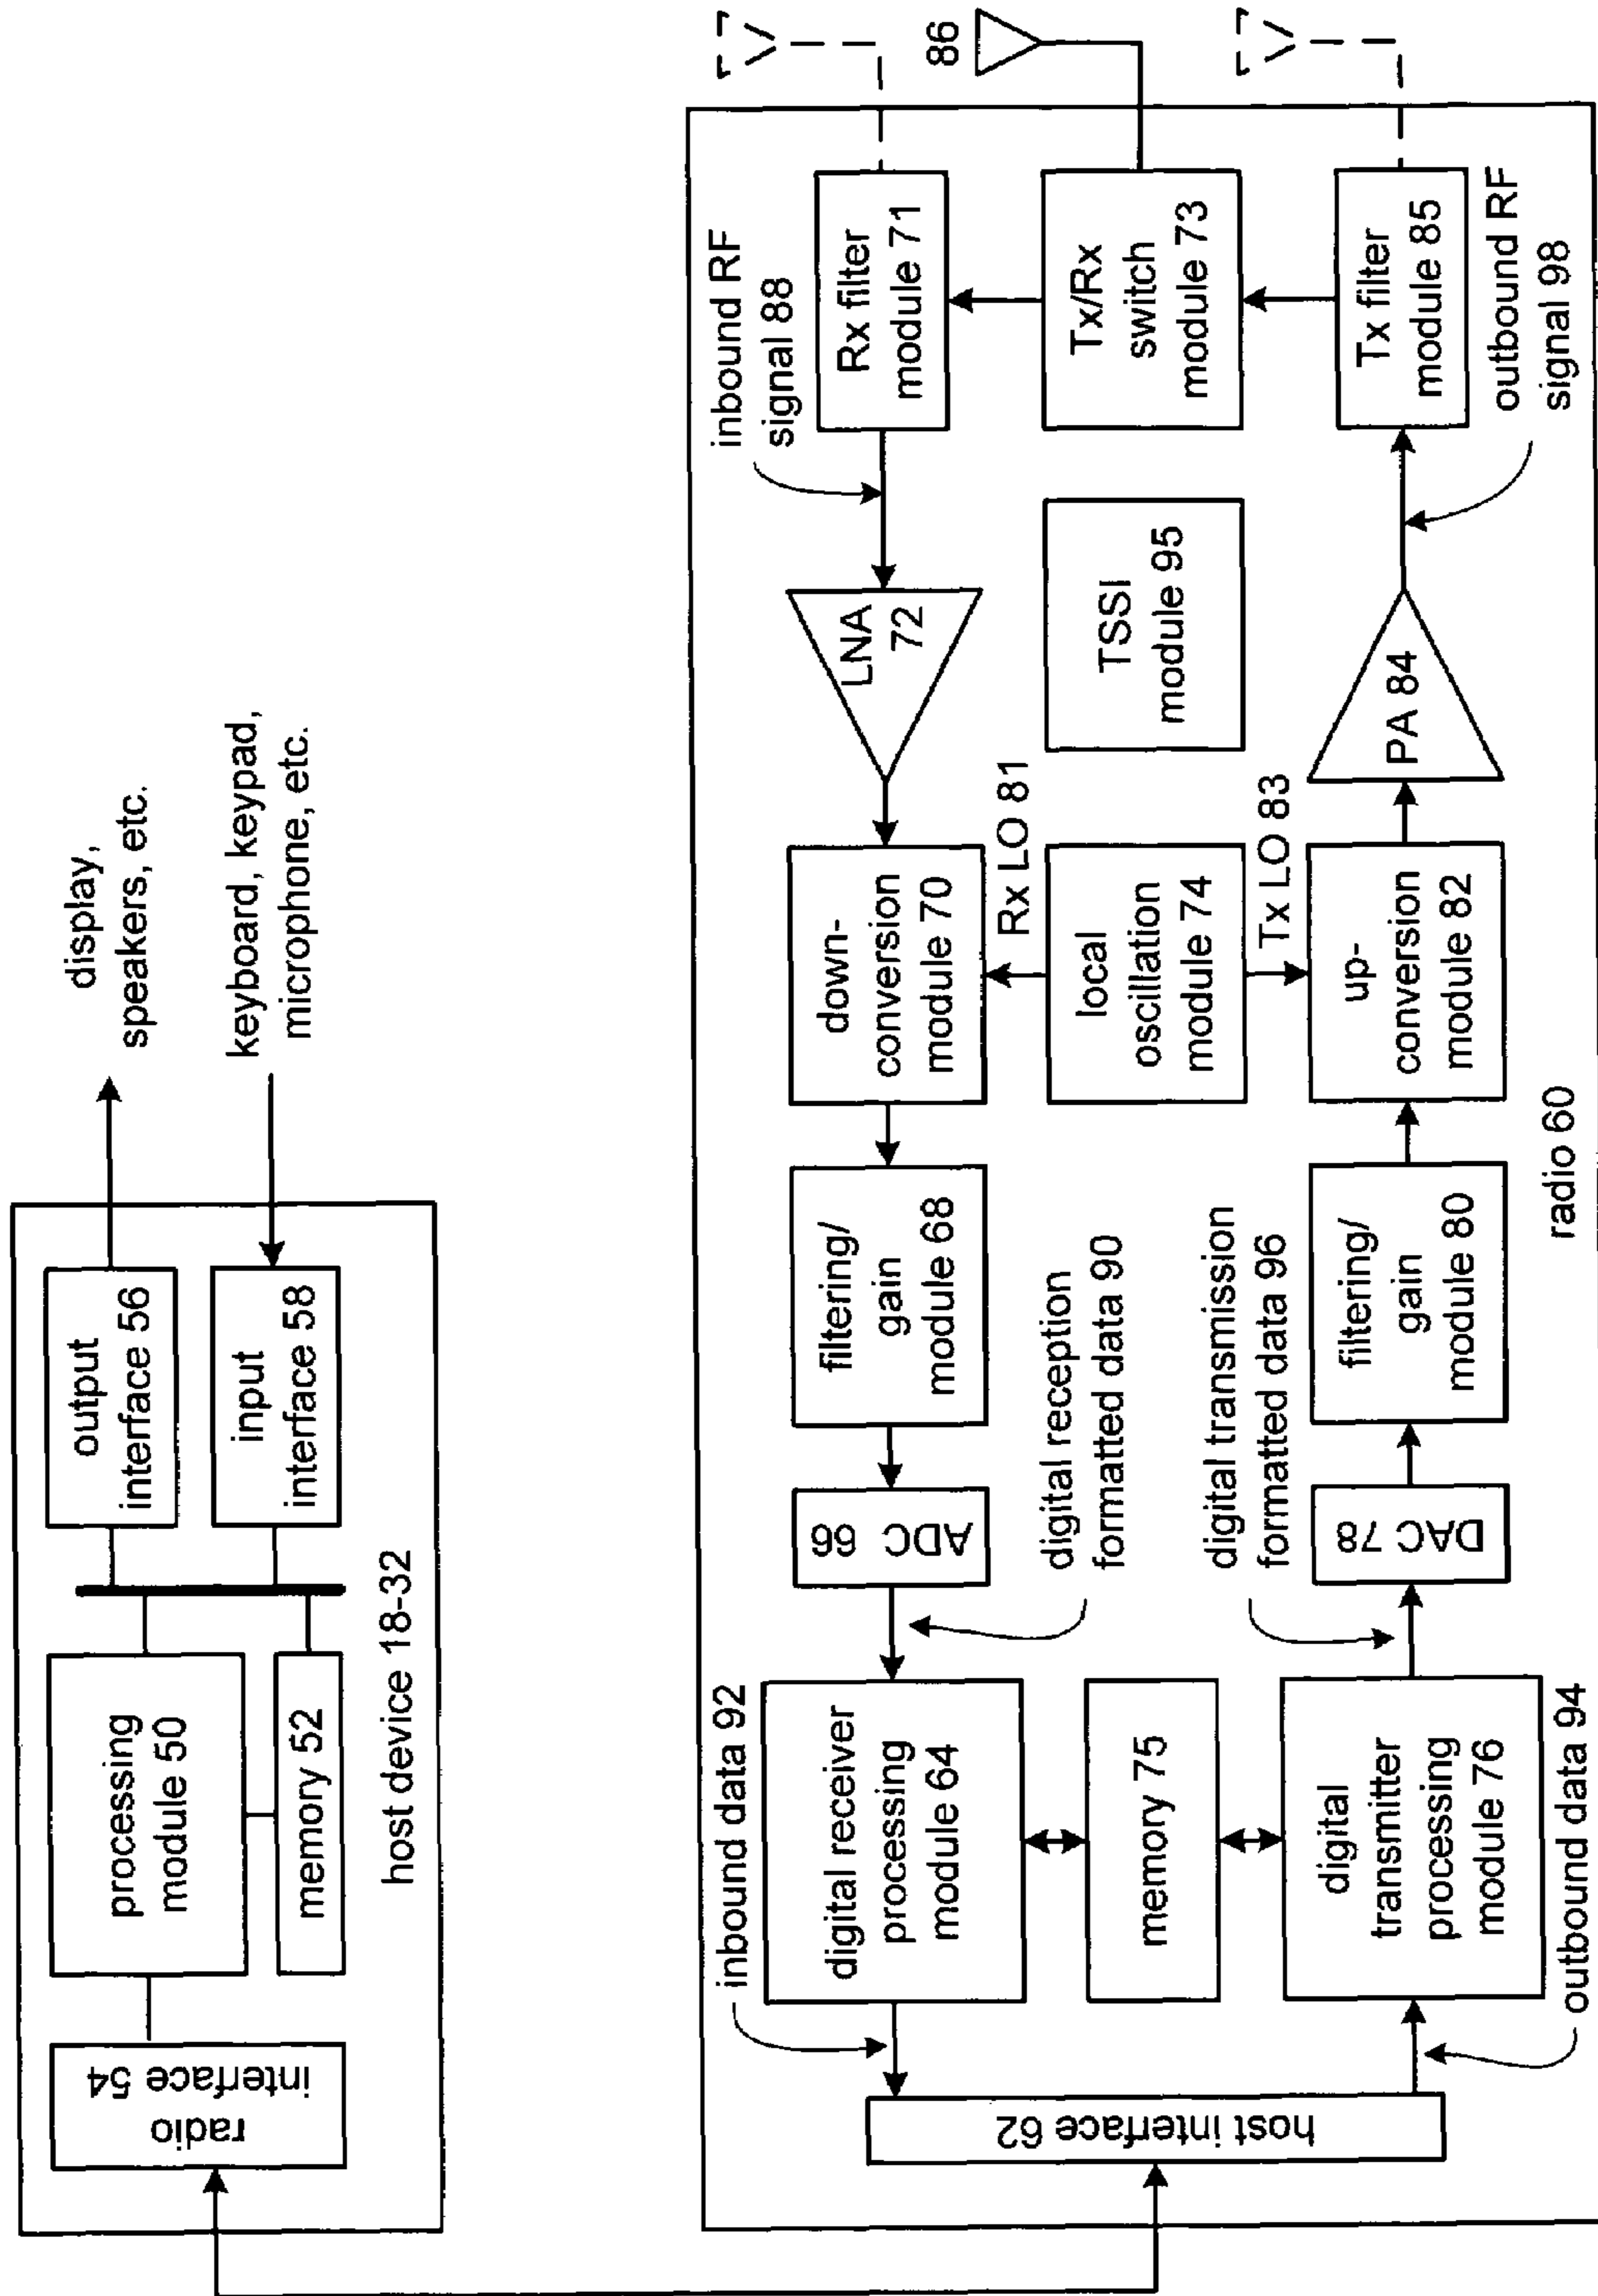 display,
speakers, etc.
keyboard, keypad,
microphone, etc.
output
interface 56
input
interface 58
processing
module 50
memory 52
radio
interface 54
host device 18-32
86
inbound RF
signal 88
Rx filter
module 71
Tx/Rx
switch
module 73
Tx filter
module 85
outbound RF
signal 98
LNA
72
TSSI
module 95
PA 84
down-
conversion
module 70
Rx LO 81
local
oscillation
module 74
Tx LO 83
up-
conversion
module 82
filtering/
gain
module 68
filtering/
gain
module 80
ADC 66
digital reception
formatted data 90
digital transmission
formatted data 96
DAC 78
inbound data 92
digital receiver
processing
module 64
memory 75
digital
transmitter
processing
module 76
outbound data 94
host interface 62
radio 60